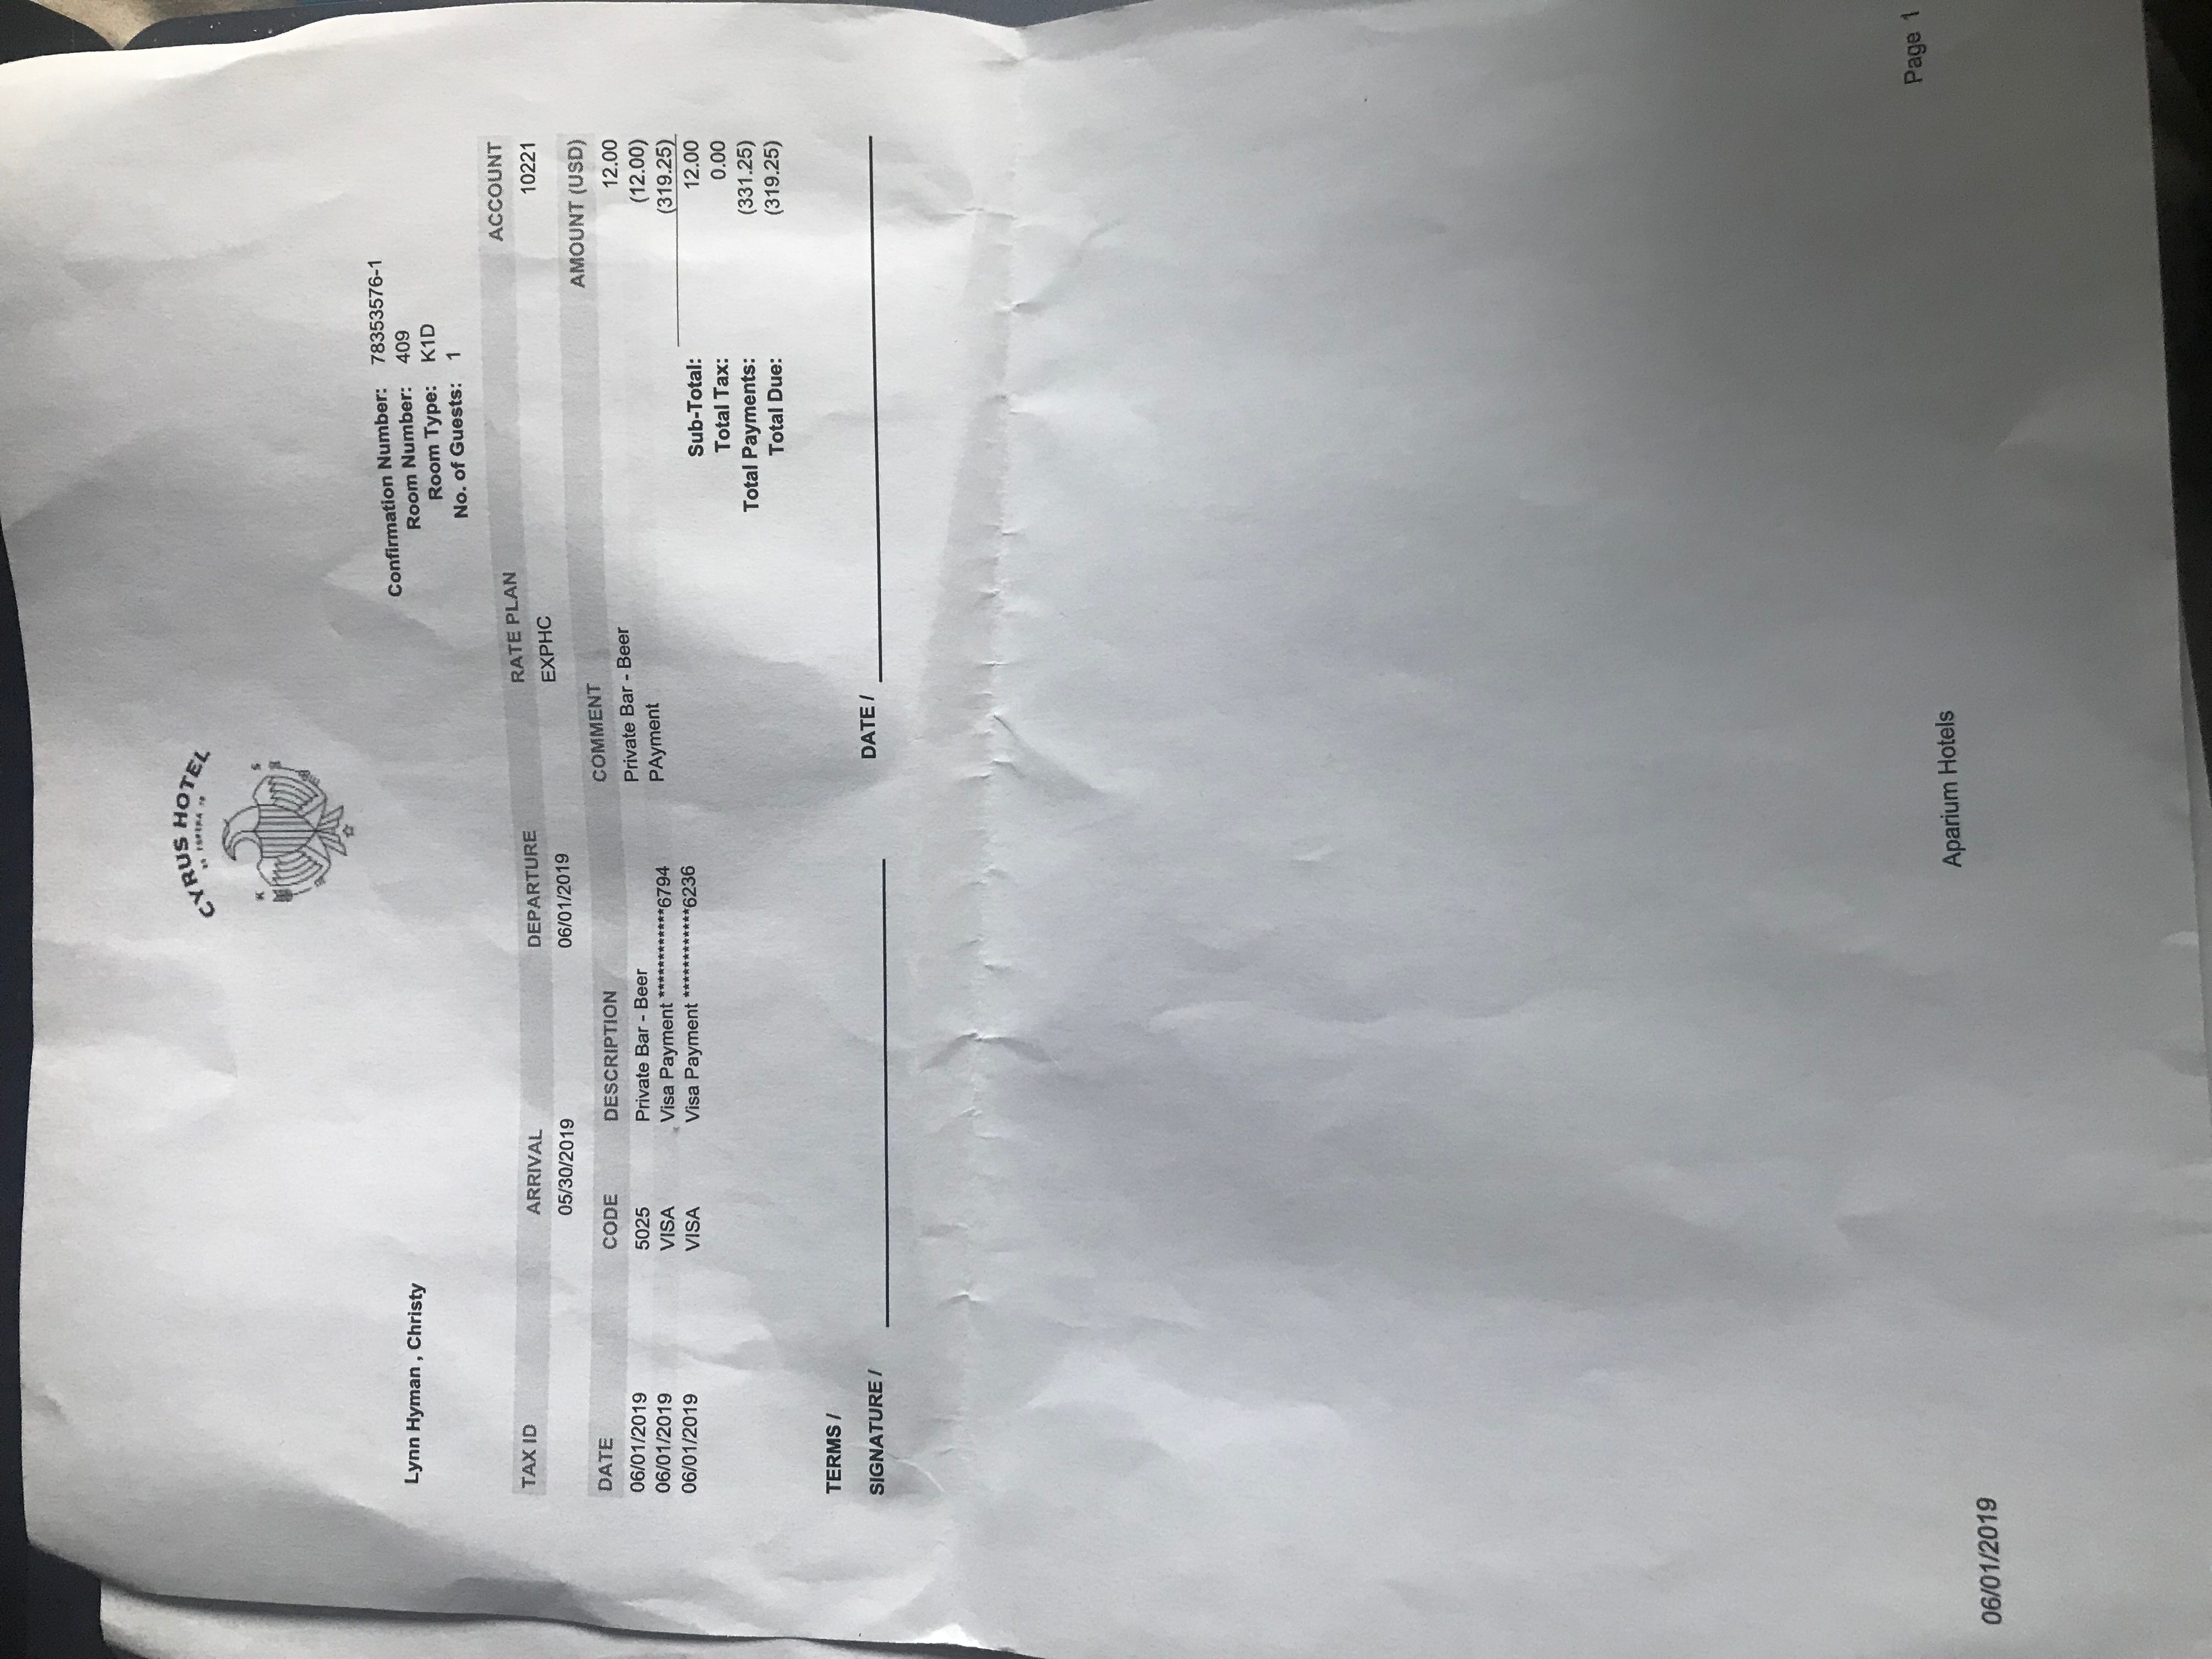 CYRUS HOTEL
TOPEKA
K S
Lynn Hyman , Christy
Confirmation Number: 78353576-1
Room Number: 409
Room Type: K1D
No. of Guests: 1
TAX ID ARRIVAL DEPARTURE RATE PLAN ACCOUNT
05/30/2019 06/01/2019 EXPHC 10221
DATE CODE DESCRIPTION COMMENT AMOUNT (USD)
06/01/2019 5025 Private Bar - Beer Private Bar - Beer 12.00
06/01/2019 VISA Visa Payment ************6794 PAyment (12.00)
06/01/2019 VISA Visa Payment ************6236 (319.25)
Sub-Total: 12.00
Total Tax: 0.00
Total Payments: (331.25)
Total Due: (319.25)
TERMS /
SIGNATURE / DATE /
Page 1
Aparium Hotels
06/01/2019